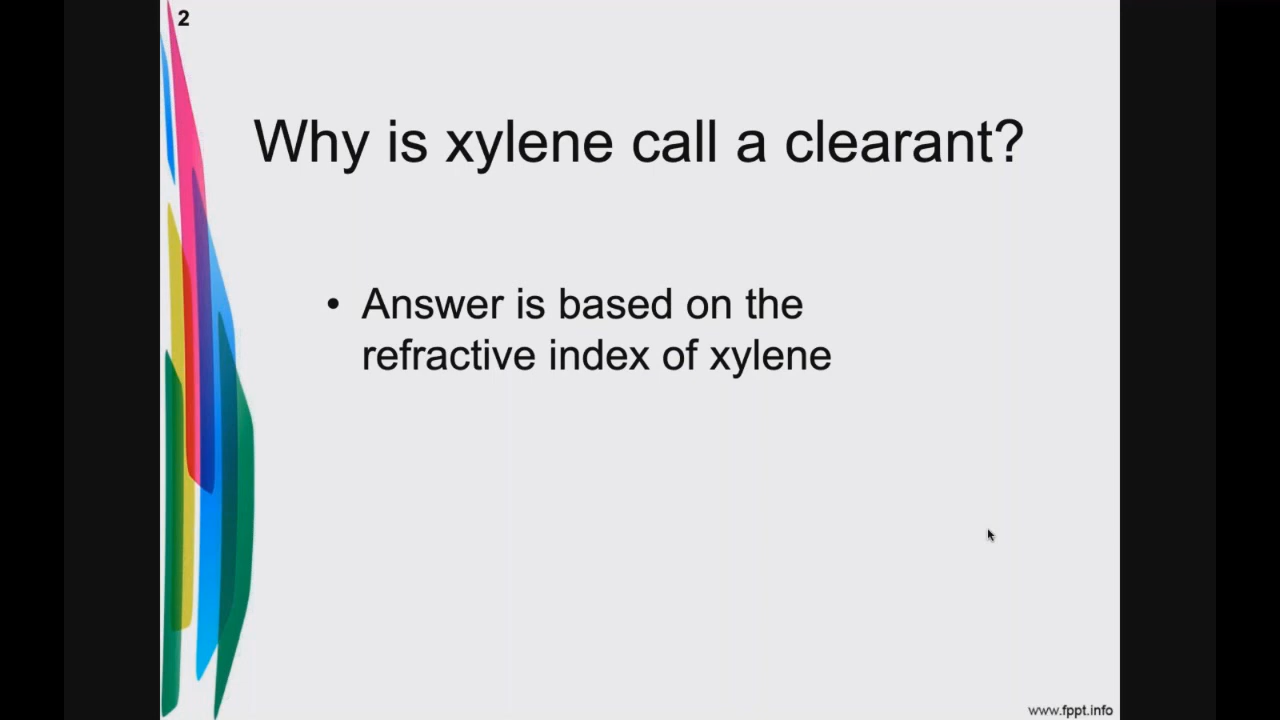 2
Why is xylene call a clearant?
• Answer is based on the
refractive index of xylene
www.fppt.info